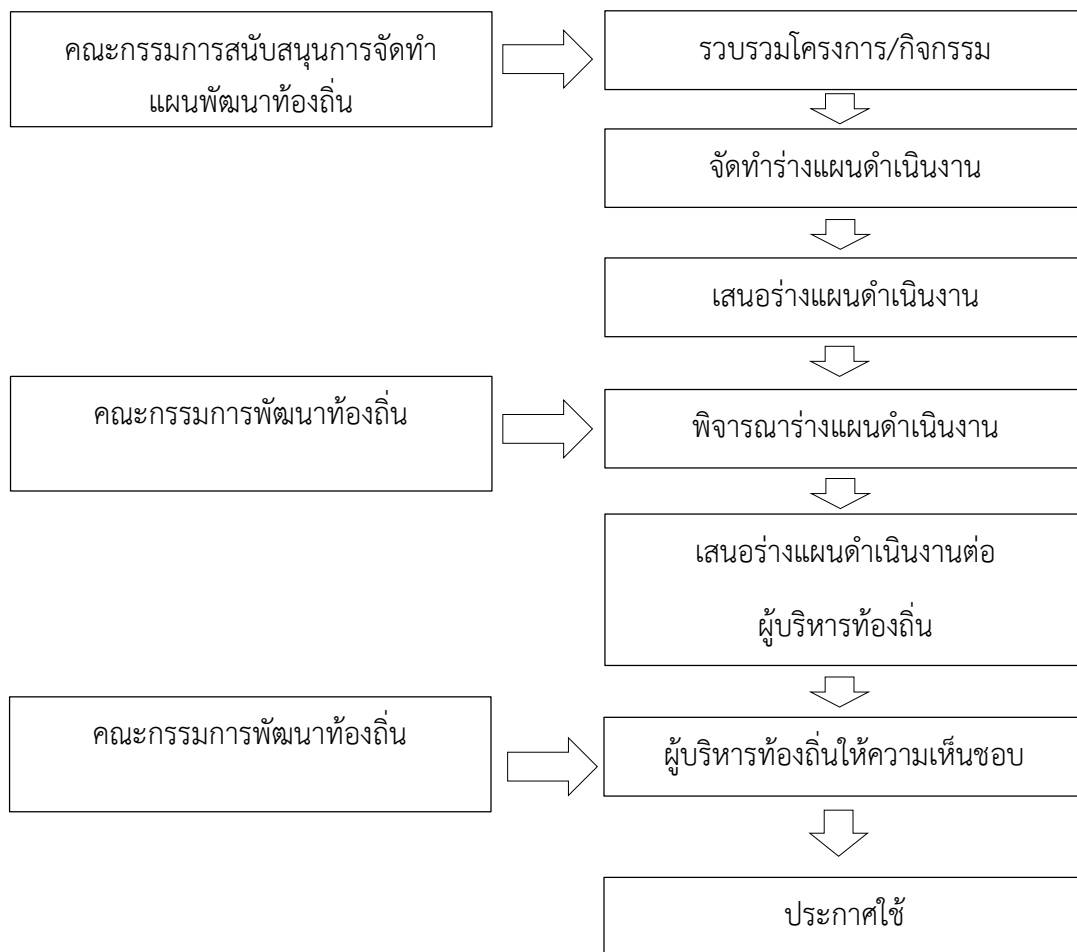 คณะกรรมการสนับสนุนการจัดทำ
แผนพัฒนาท้องถิ่น
รวบรวมโครงการ/กิจกรรม
จัดทำร่างแผนดำเนินงาน
เสนอร่างแผนดำเนินงาน
คณะกรรมการพัฒนาท้องถิ่น
พิจารณาร่างแผนดำเนินงาน
เสนอร่างแผนดำเนินงานต่อ
ผู้บริหารท้องถิ่น
คณะกรรมการพัฒนาท้องถิ่น
ผู้บริหารท้องถิ่นให้ความเห็นชอบ
ประกาศใช้